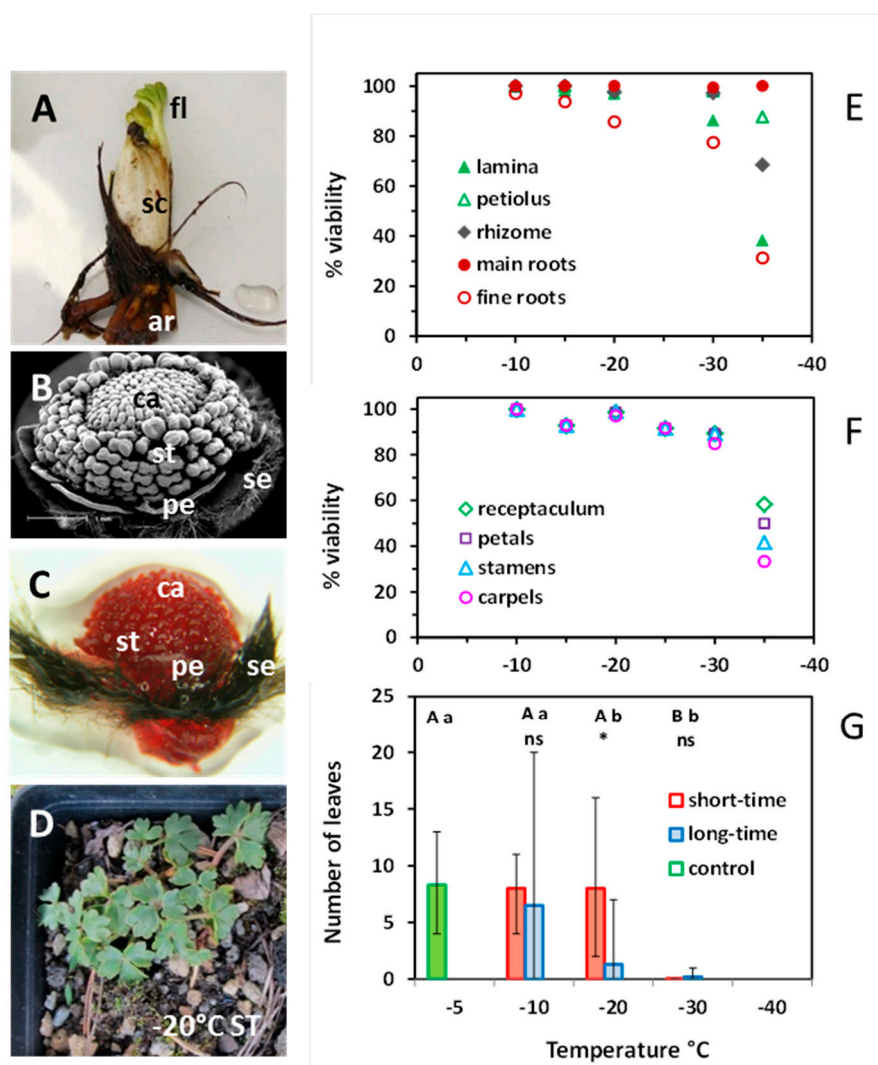 A
fl
sc
ar
B
ca
st
se
pe
1 mm
C
ca
st
pe
se
D
-20°C ST
E
% viability
100
80
60
40
20
0
lamina
petiolus
rhizome
main roots
fine roots
0 -10 -20 -30 -40
F
% viability
100
80
60
40
20
0
receptaculum
petals
stamens
carpels
0 -10 -20 -30 -40
G
Number of leaves
25
20
15
10
5
0
A a A a A b B b
ns * ns
short-time
long-time
control
-5 -10 -20 -30 -40
Temperature °C